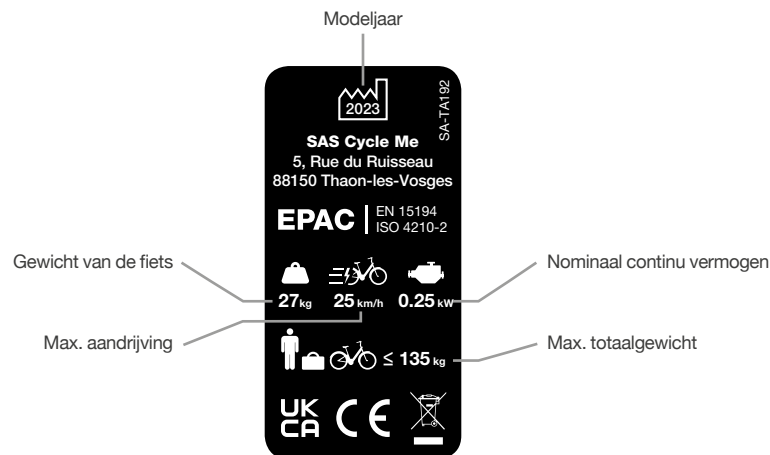 Modeljaar
2023
SA-TA192
SAS Cycle Me
5, Rue du Ruisseau
88150 Thaon-les-Vosges
EPAC
EN 15194
ISO 4210-2
Gewicht van de fiets
Nominaal continu vermogen
27 kg
25 km/h
0.25 kW
Max. aandrijving
Max. totaalgewicht
≤ 135 kg
UK
CA
CE